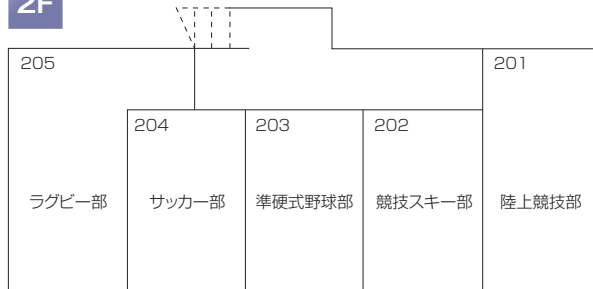 2F
205
201
204
203
202
ラグビー部
サッカー部
準硬式野球部
競技スキー部
陸上競技部